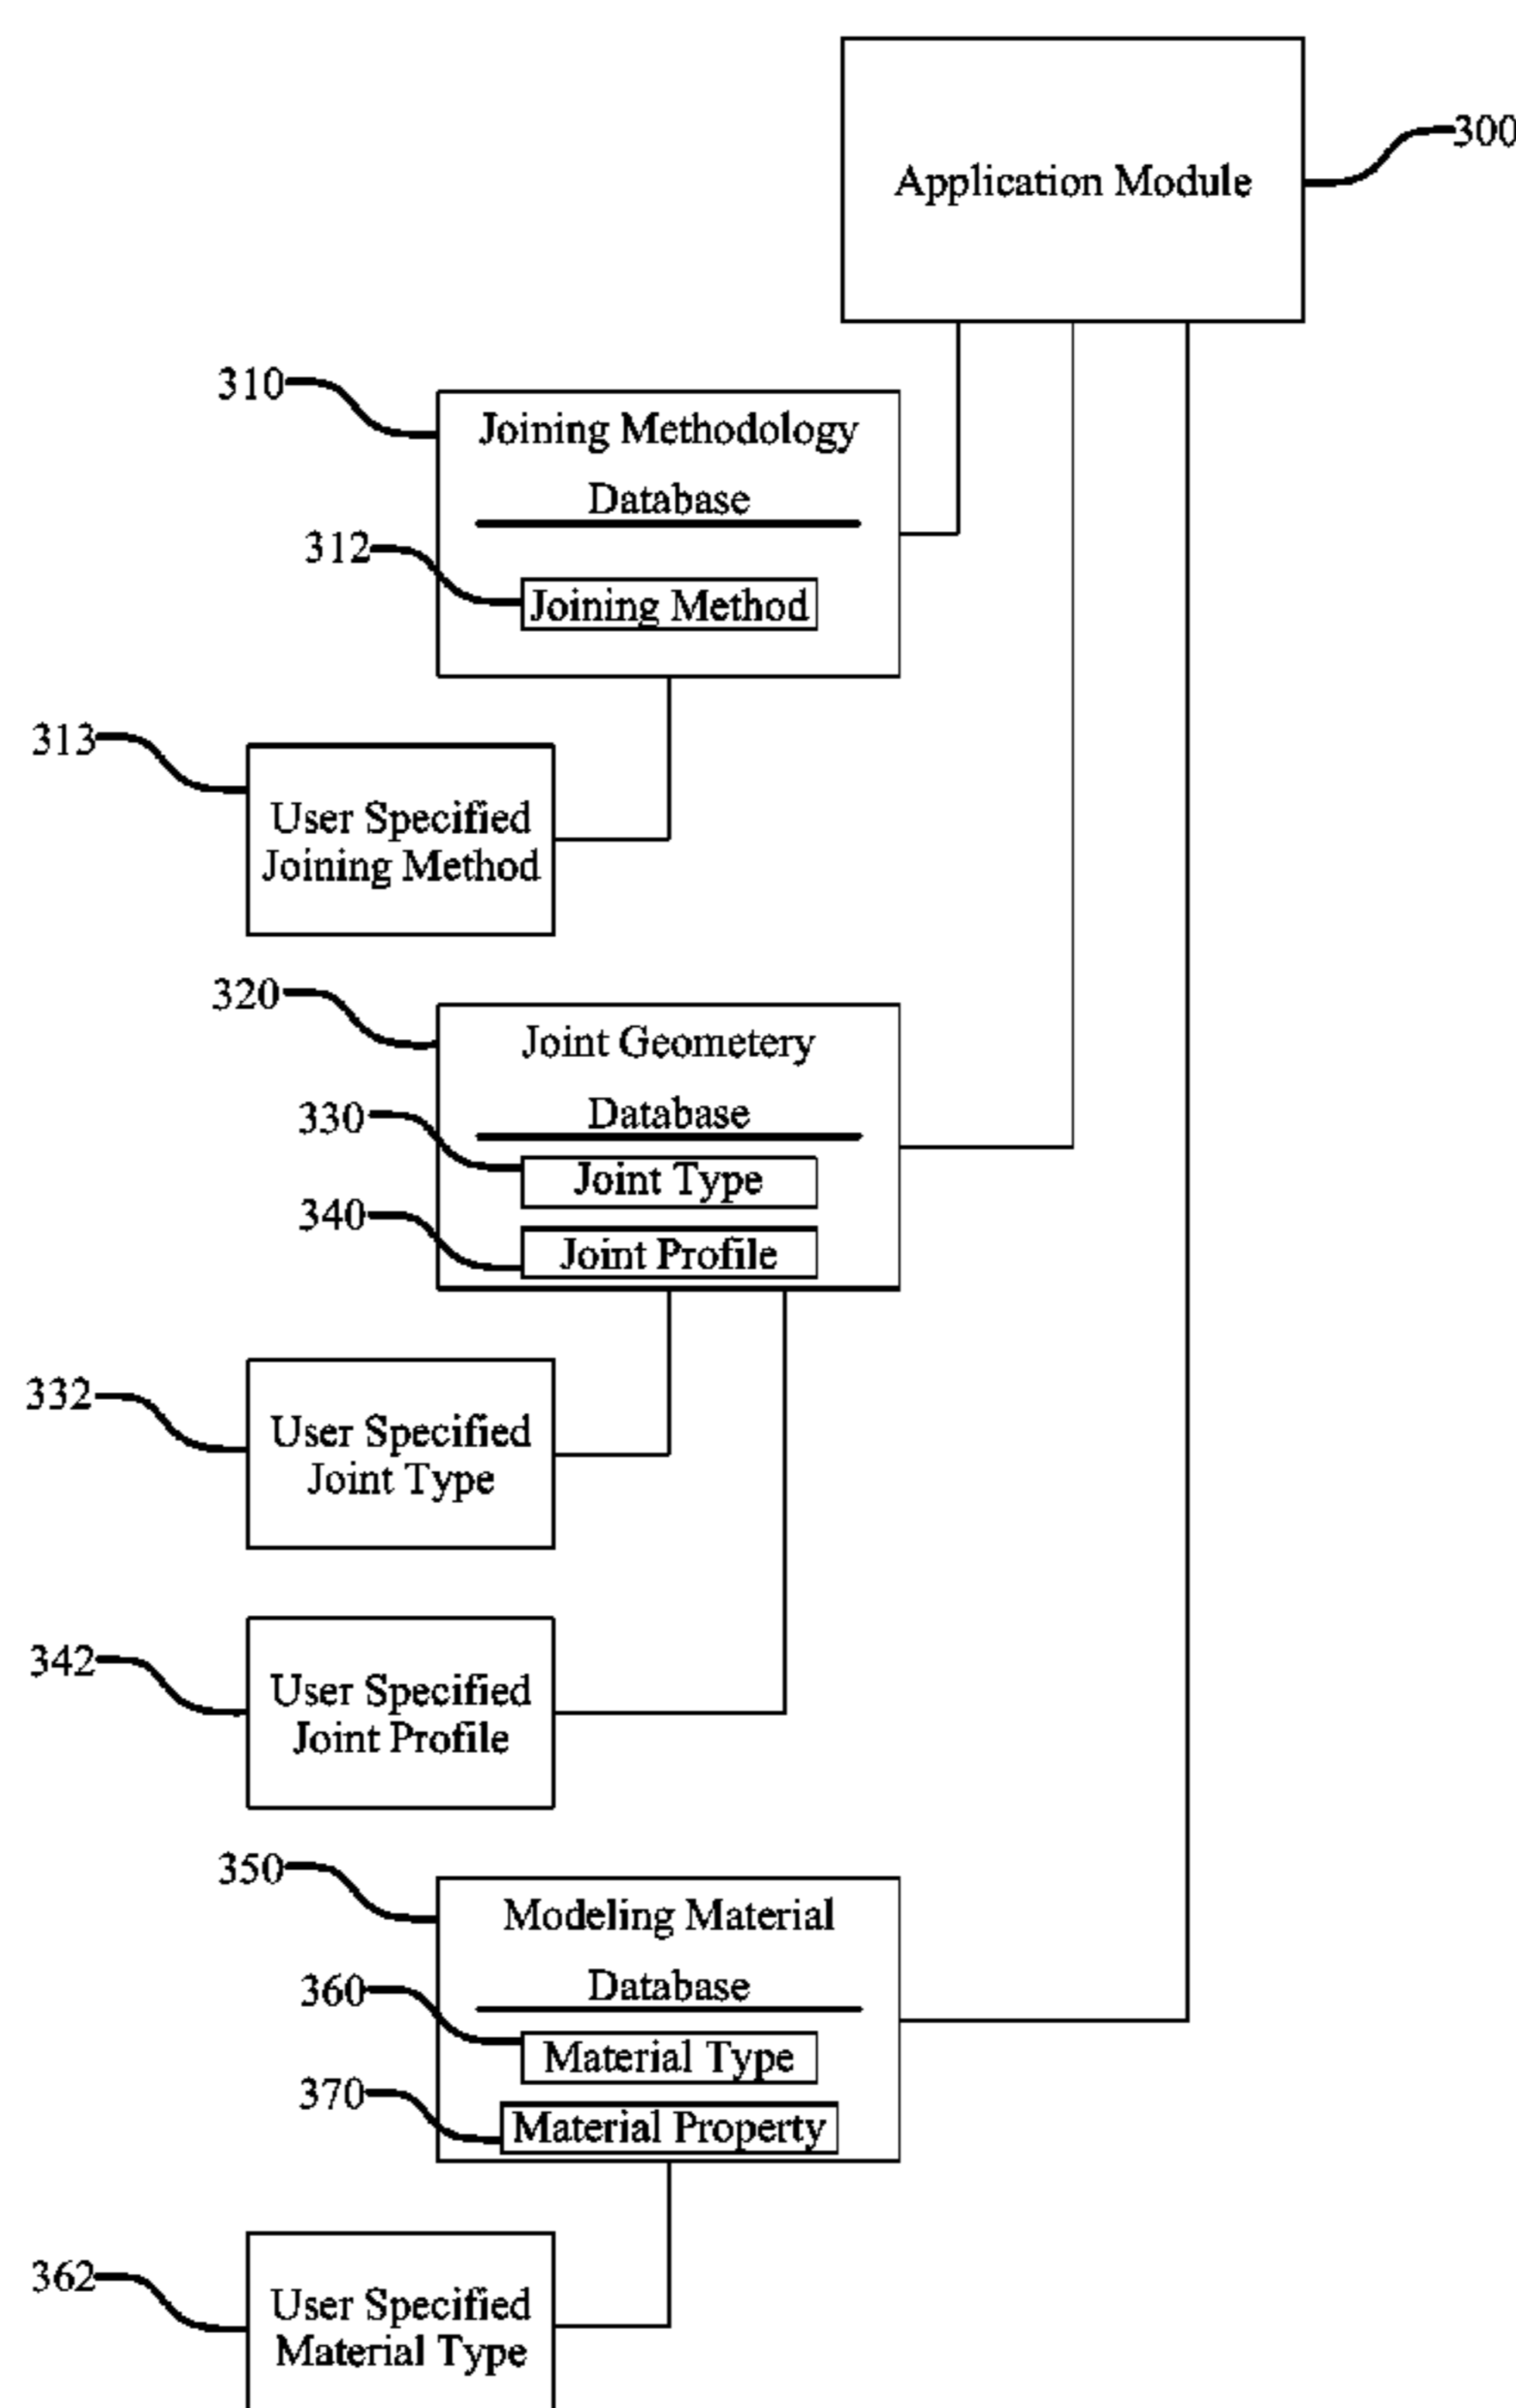 Application Module
300
310
Joining Methodology
Database
312
Joining Method
313
User Specified
Joining Method
320
Joint Geometery
Database
330
Joint Type
340
Joint Profile
332
User Specified
Joint Type
342
User Specified
Joint Profile
350
Modeling Material
Database
360
Material Type
370
Material Property
362
User Specified
Material Type